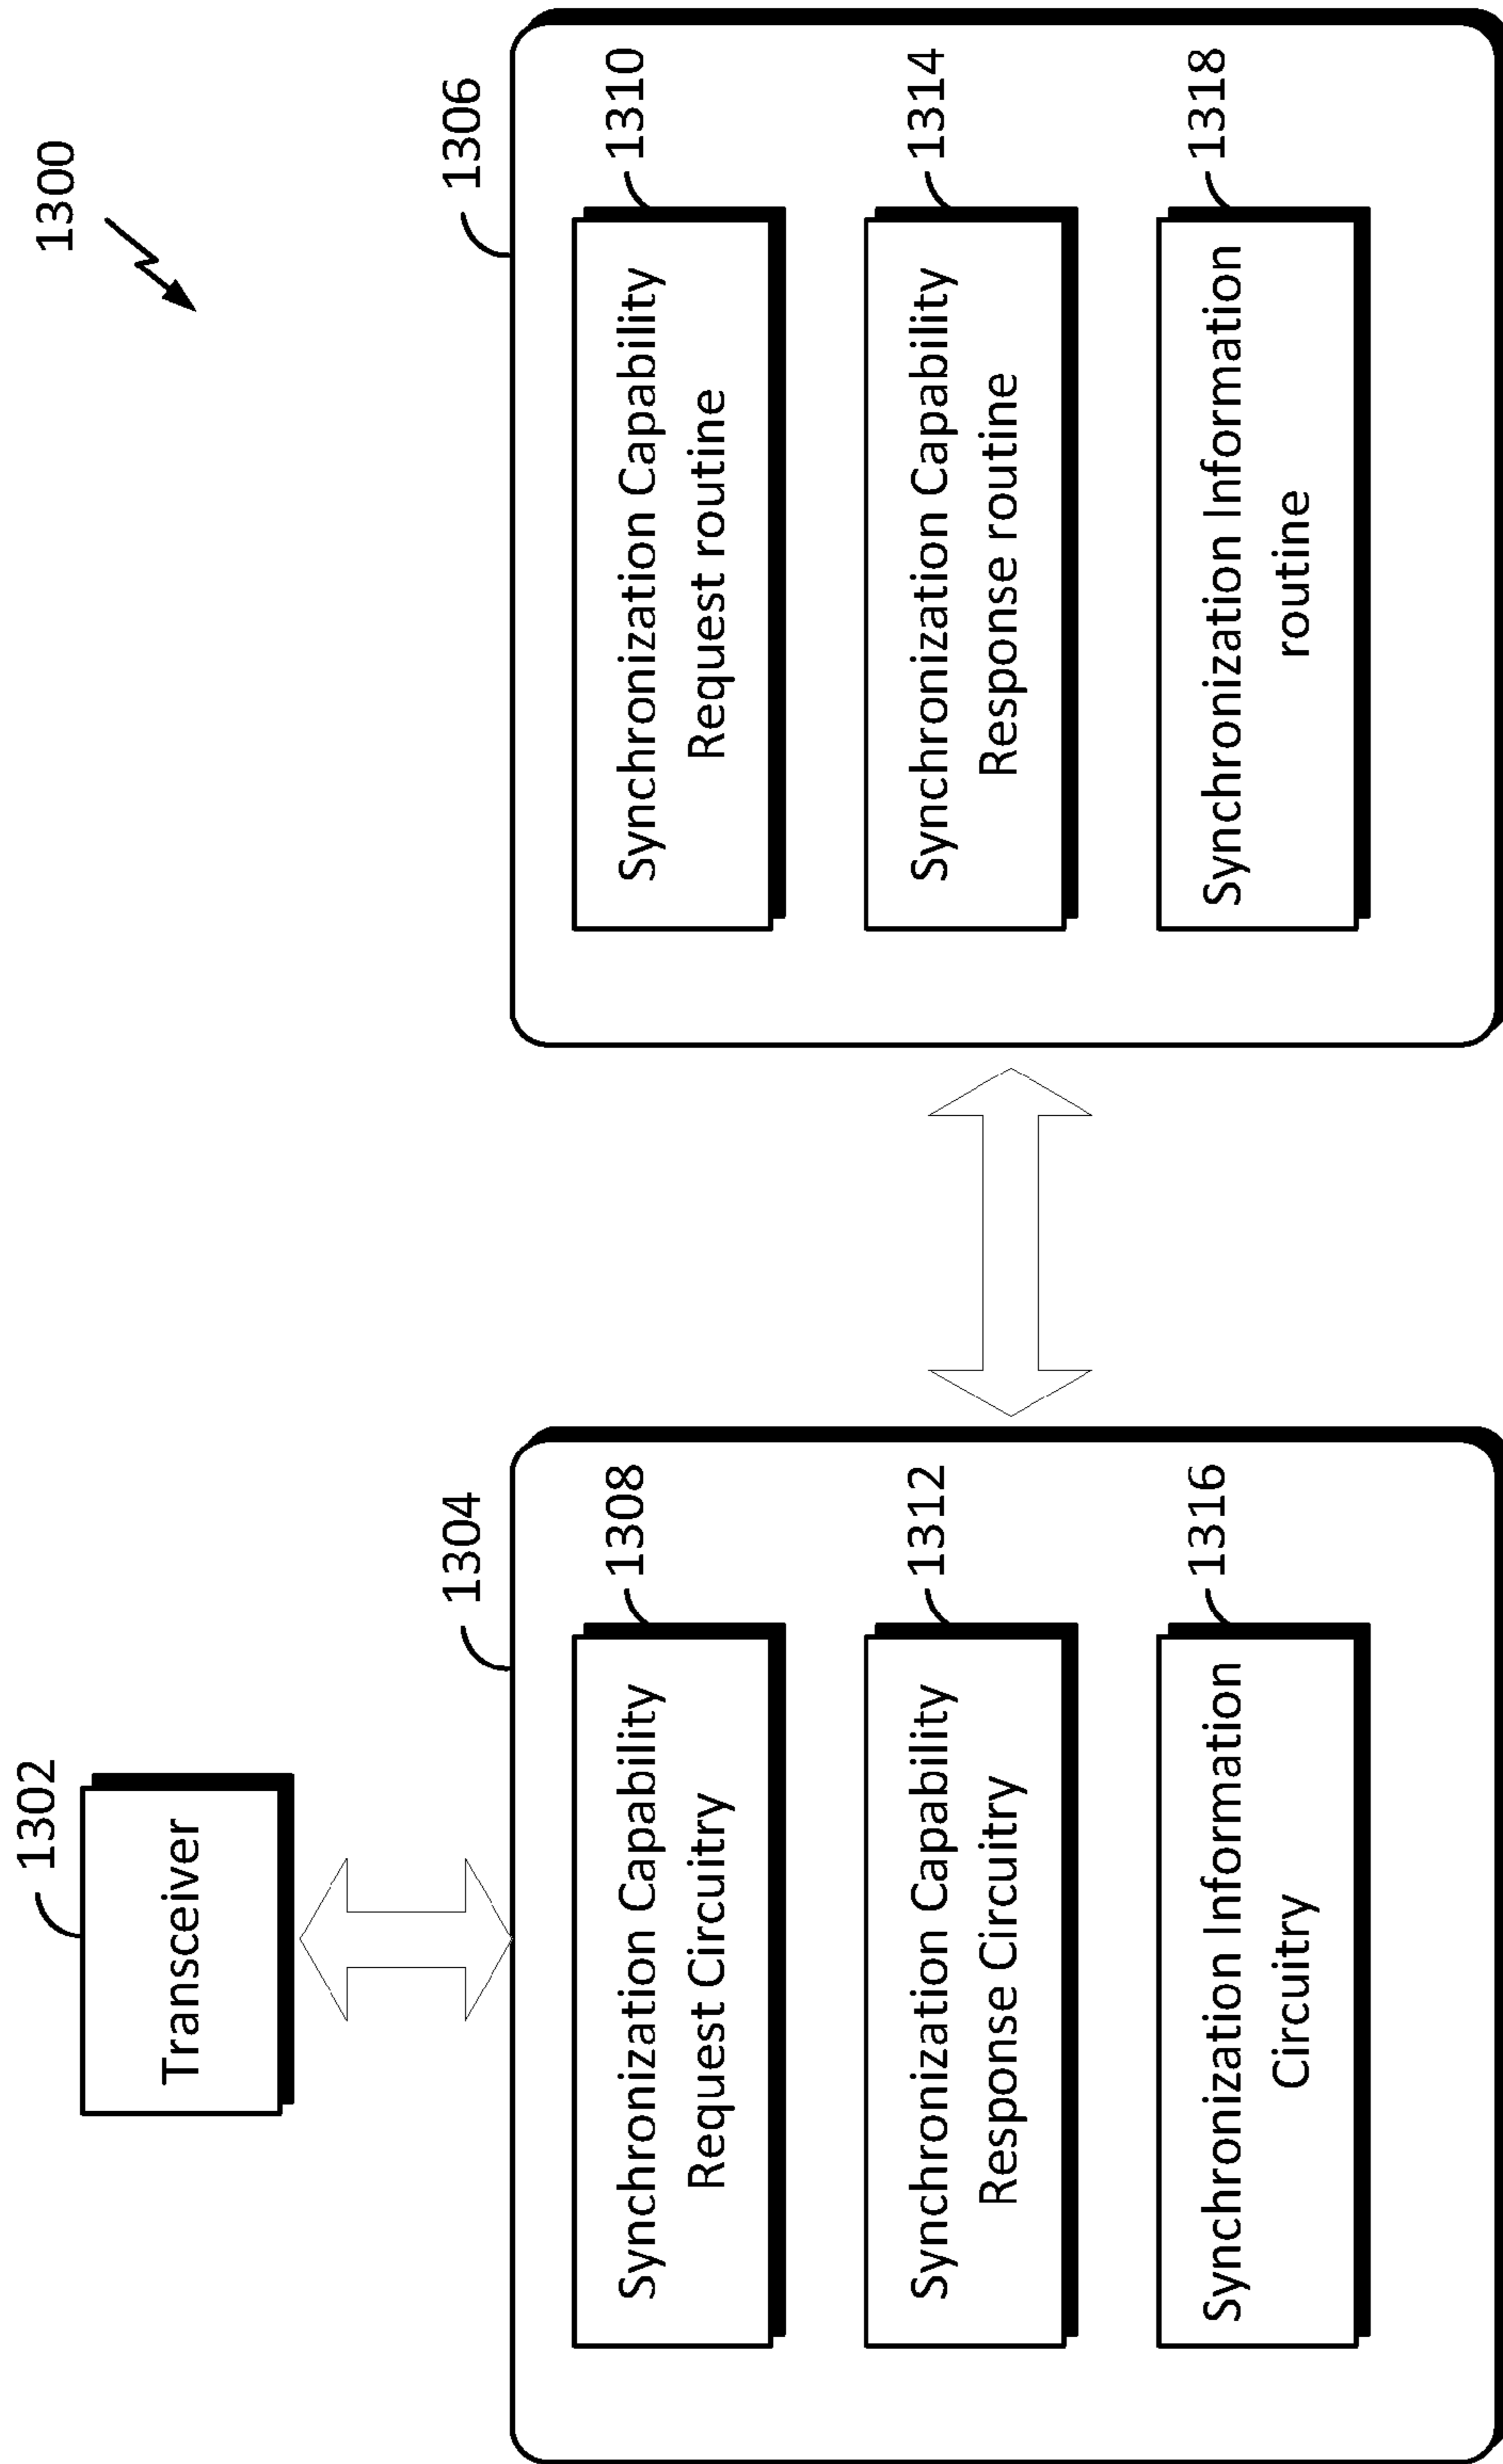 1300
1302
Transceiver
1304
1308
Synchronization Capability
Request Circuitry
1312
Synchronization Capability
Response Circuitry
1316
Synchronization Information
Circuitry
1306
1310
Synchronization Capability
Request routine
1314
Synchronization Capability
Response routine
1318
Synchronization Information
routine